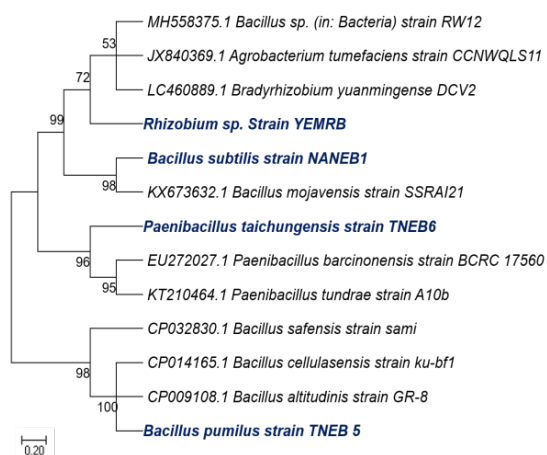 MH558375.1 Bacillus sp. (in: Bacteria) strain RW12
53
JX840369.1 Agrobacterium tumefaciens strain CCNWQLS11
72
LC460889.1 Bradyrhizobium yuanmingense DCV2
99
Rhizobium sp. Strain YEMRB
Bacillus subtilis strain NANEB1
98
KX673632.1 Bacillus mojavensis strain SSRAI21
Paenibacillus taichungensis strain TNEB6
96
EU272027.1 Paenibacillus barcinonensis strain BCRC 17560
95
KT210464.1 Paenibacillus tundrae strain A10b
CP032830.1 Bacillus safensis strain sami
98
CP014165.1 Bacillus cellulasensis strain ku-bf1
CP009108.1 Bacillus altitudinis strain GR-8
100
Bacillus pumilus strain TNEB 5
0.20